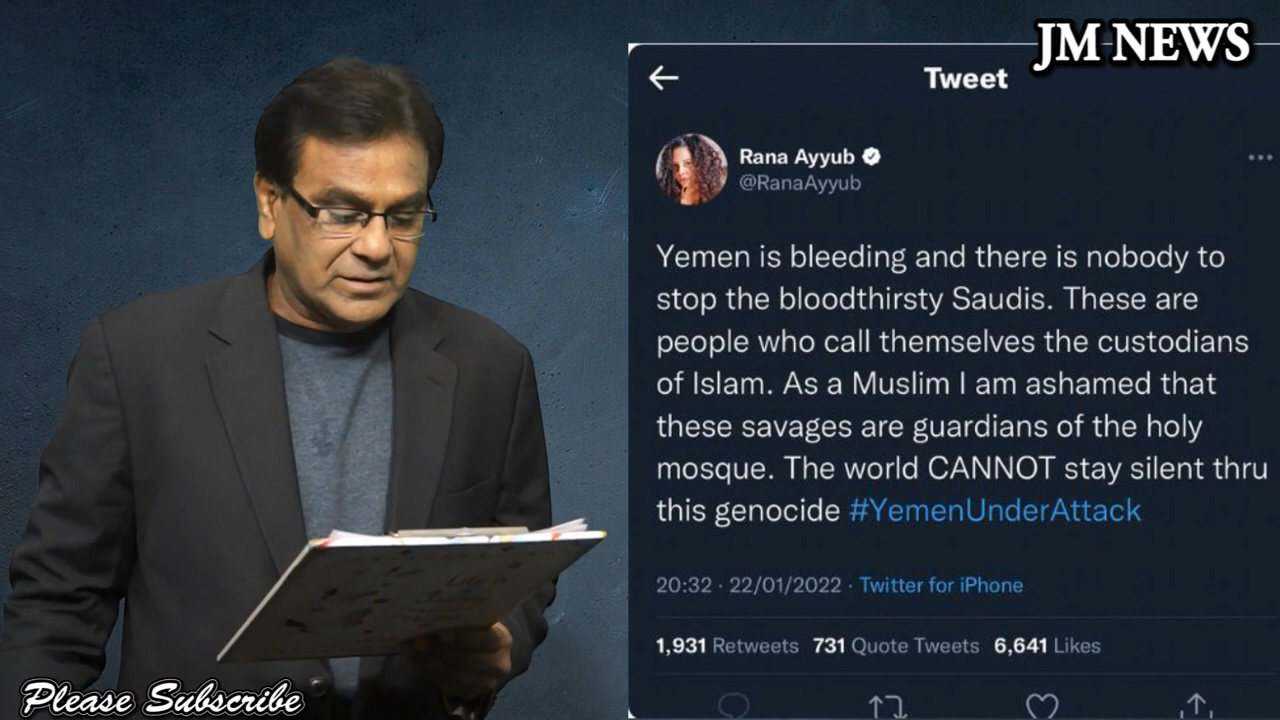 JM NEWS
Tweet
Rana Ayyub
@RanaAyyub
Yemen is bleeding and there is nobody to
stop the bloodthirsty Saudis. These are
people who call themselves the custodians
of Islam. As a Muslim I am ashamed that
these savages are guardians of the holy
mosque. The world CANNOT stay silent thru
this genocide #YemenUnderAttack
20:32 · 22/01/2022 · Twitter for iPhone
1,931 Retweets 731 Quote Tweets 6,641 Likes
Please Subscribe